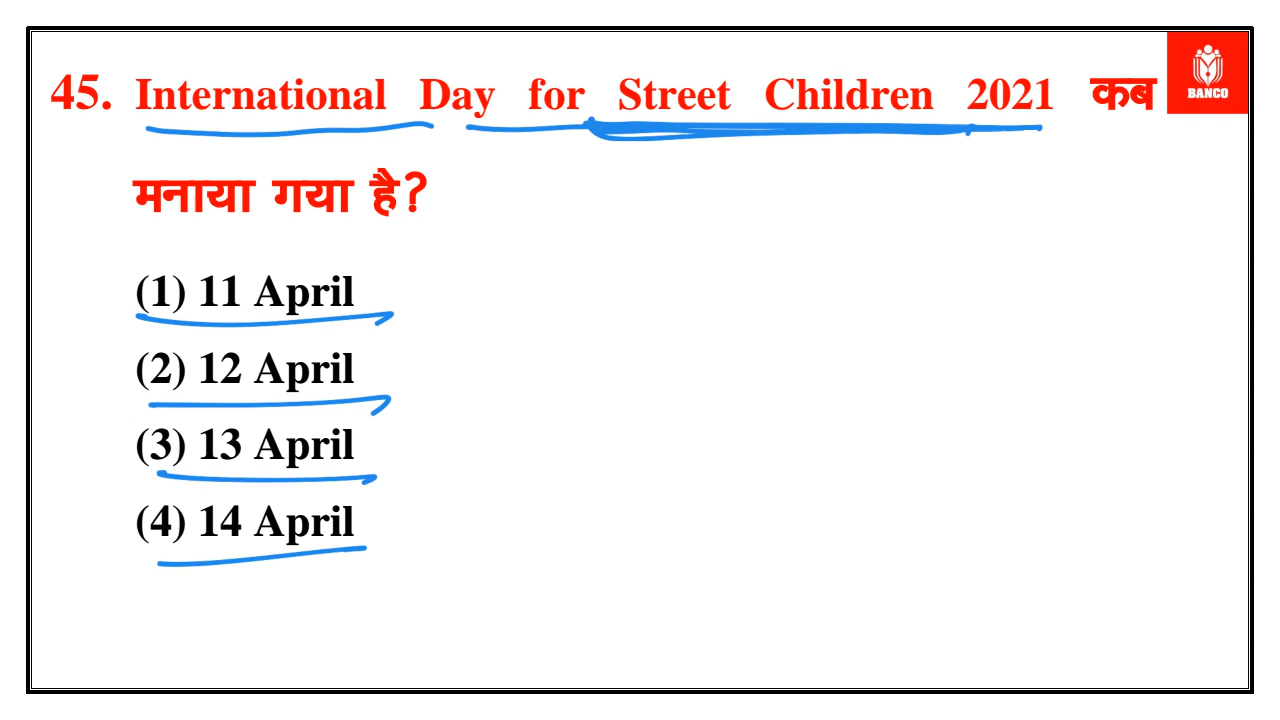 45. International Day for Street Children 2021 कब
BANCO
मनाया गया है?
(1) 11 April
(2) 12 April
(3) 13 April
(4) 14 April